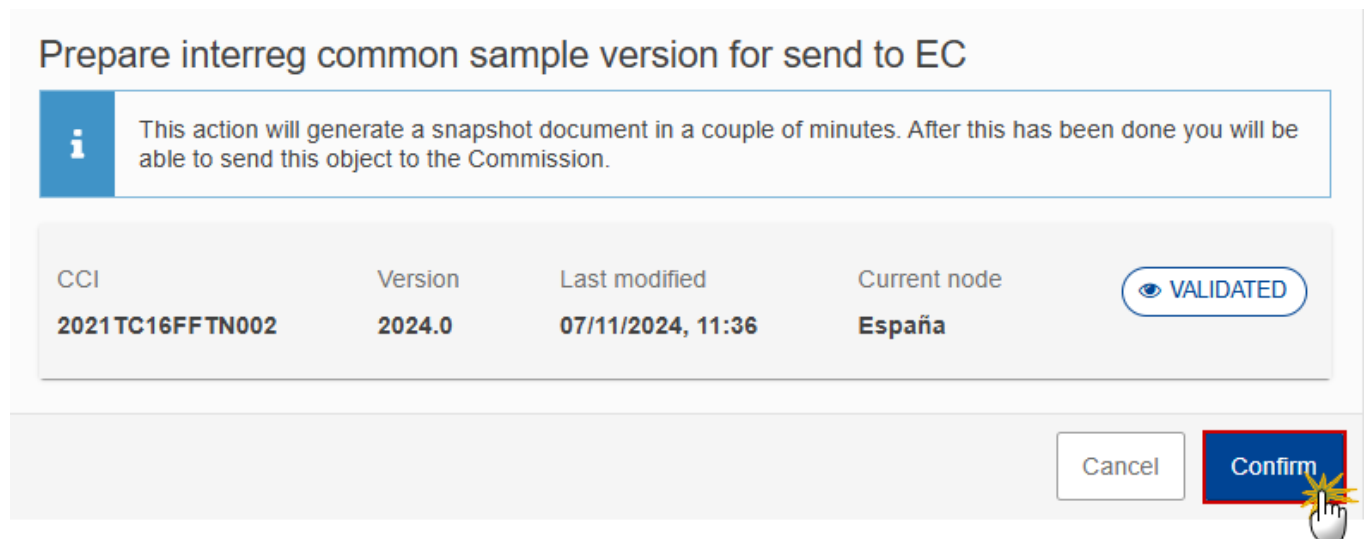 Prepare interreg common sample version for send to EC
i
This action will generate a snapshot document in a couple of minutes. After this has been done you will be
able to send this object to the Commission.
CCI Version Last modified Current node VALIDATED
2021TC16FFTN002 2024.0 07/11/2024, 11:36 España
Cancel Confirm